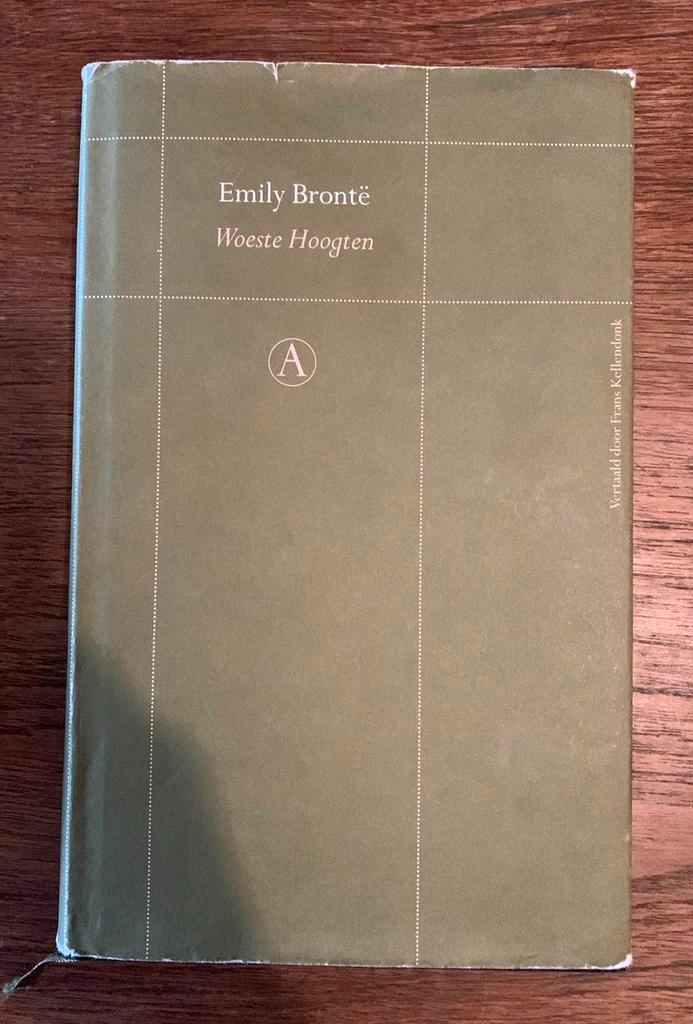 Emily Brontë
Woeste Hoogten
A
Vertaald door Frans Kellendonk